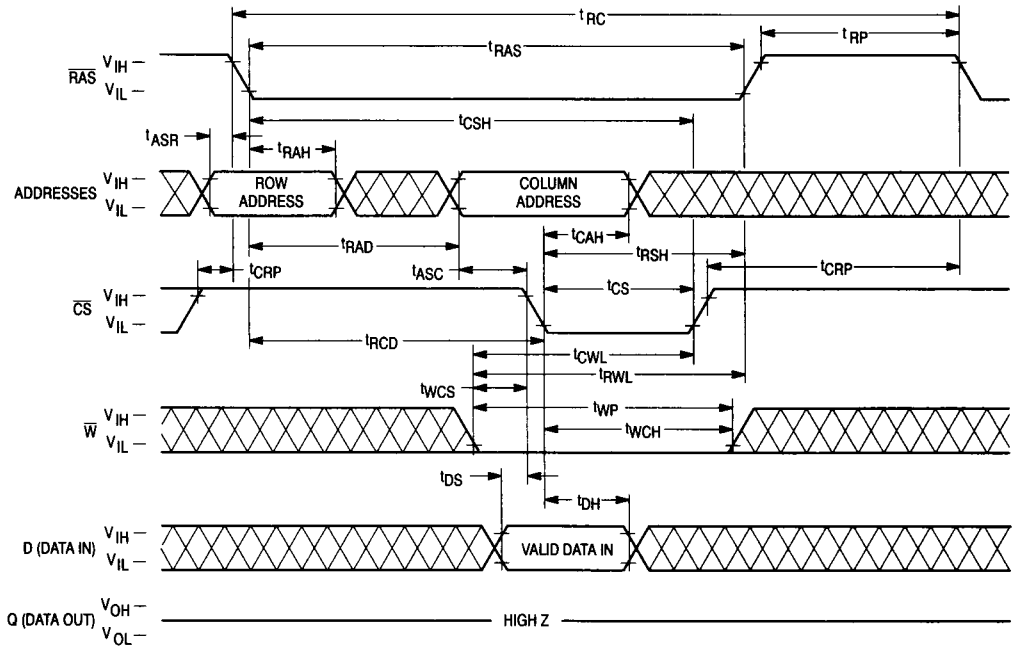 tRC
tRAS
tRP
RAS VIH
VIL
tCSH
tASR
tRAH
ADDRESSES VIH
VIL
ROW
ADDRESS
COLUMN
ADDRESS
tCAH
tRAD
tRSH
tCRP
tASC
tCRP
tCS
CS VIH
VIL
tRCD
tCWL
tRWL
tWCS
tWP
W VIH
VIL
tWCH
tDS
tDH
D (DATA IN) VIH
VIL
VALID DATA IN
Q (DATA OUT) VOH
VOL
HIGH Z